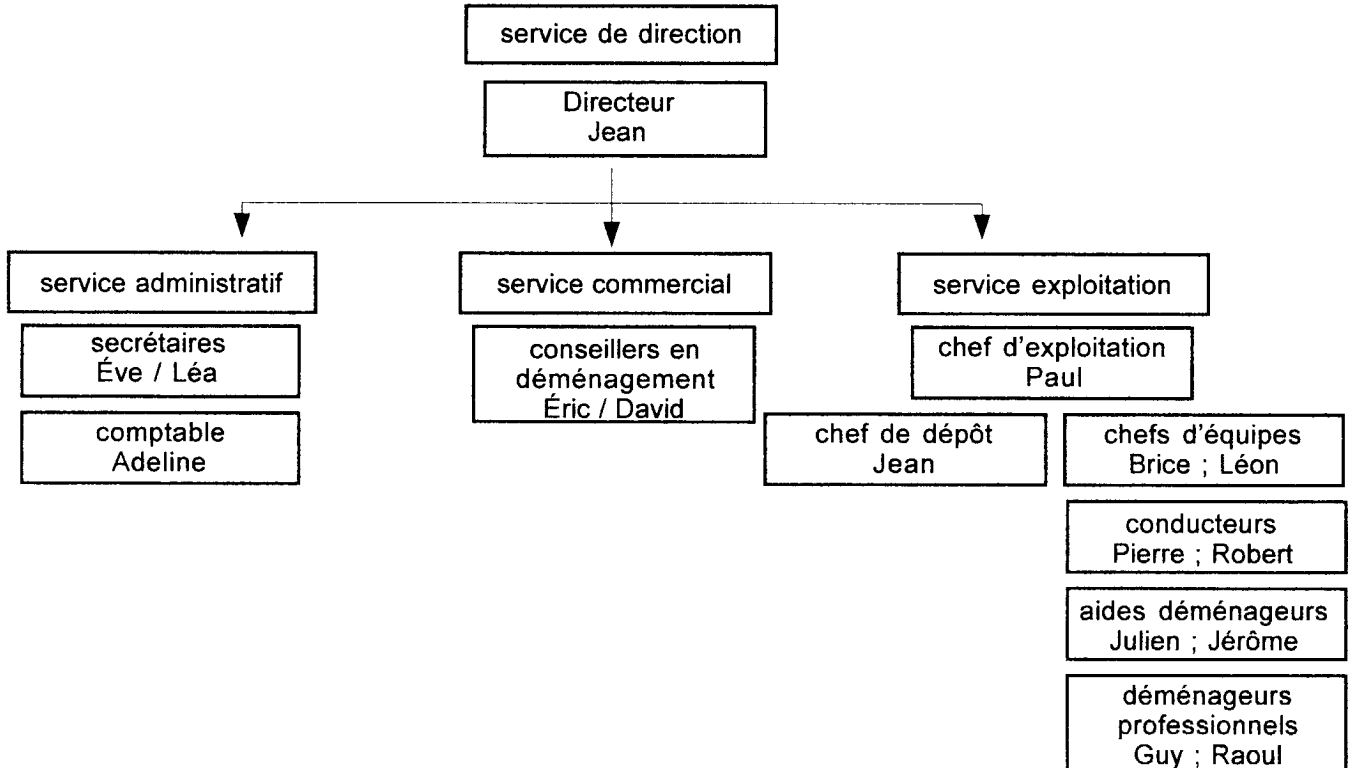 service de direction
Directeur
Jean
service administratif
secrétaires
Éve / Léa
comptable
Adeline
service commercial
conseillers en
déménagement
Éric / David
service exploitation
chef d'exploitation
Paul
chef de dépôt
Jean
chefs d'équipes
Brice ; Léon
conducteurs
Pierre ; Robert
aides déménageurs
Julien ; Jérôme
déménageurs
professionnels
Guy ; Raoul